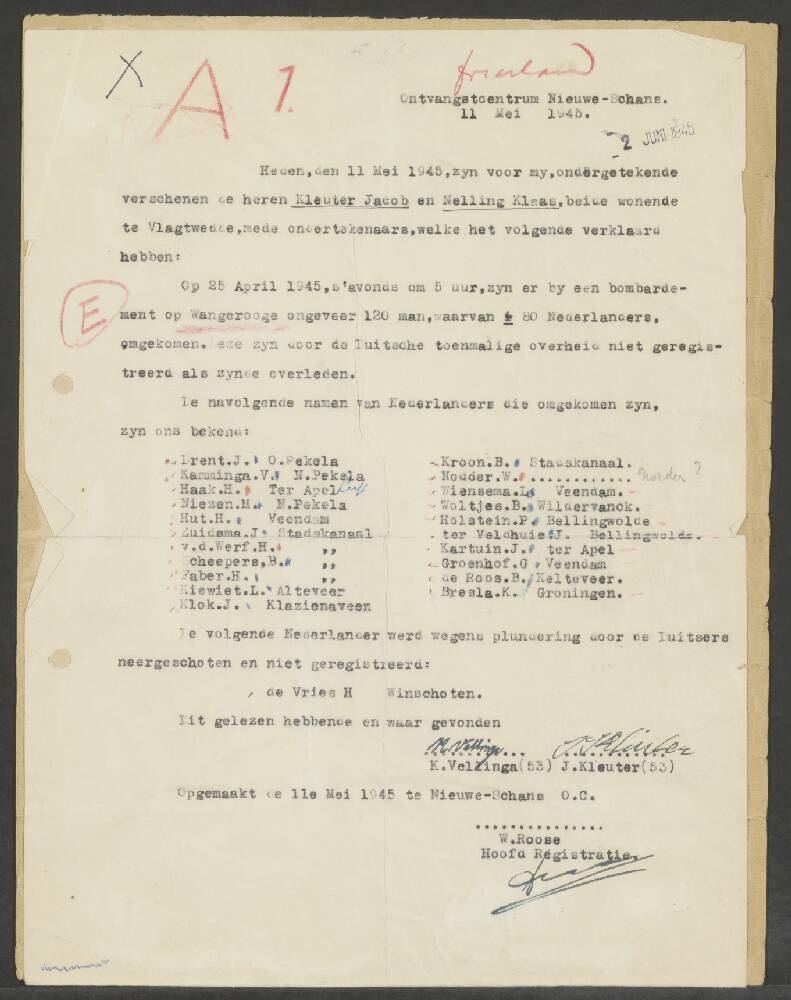 X A 1. Friesland
Ontvangstcentrum Nieuwe-Schans.
11 Mei 1945.
2 JUNI 1945
Heden,den 11 Mei 1945,zyn voor my,ondergetekende
verschenen de heren Kleuter Jacob en Nelling Klaas,beide wonende
te Vlagtwedde,mede ondertekenaars,welke het volgende verklaard
hebben:
Op 25 April 1945,s'avonds om 5 uur,zyn er by een bombarde-
E ment op Wangerooge ongeveer 120 man,waarvan ± 80 Nederlanders,
omgekomen.Deze zyn door de Duitsche toenmalige overheid niet geregis-
treerd als zynde overleden.
De navolgende namen van Nederlanders die omgekomen zyn,
zyn ons bekend:
Drent.J. O.Pekela Kroon.B. Stadskanaal.
Kamminga.V. N.Pekela Nodder.W. ............. Norder?
Haak.H. Ter Apel Wiensema.L. Veendam.
Niezen.M. N.Pekela Woltjes.B. Wildervanck.
Hut.H. Veendam Holstein.P. Bellingwolde
Zuidema.J. Stadskanaal ter Veldhuis.J. Bellingwolde.
v.d.Werf.H. ,, Kartuin.J. ter Apel
Scheepers,B. ,, Groenhof.G Veendam
Faber.H. ,, de Roos.B. Kelteveer.
Kiewiet.L. Alteveer Bresla.K. Groningen.
Klok.J. Klazienaveen
De volgende Nederlander werd wegens plundering door de Duitsers
neergeschoten en niet geregistreerd:
de Vries H Winschoten.
Dit gelezen hebbende en waar gevonden
K.Vellinga J.Kleuter
K.Vellinga(53) J.Kleuter(53)
Opgemaakt de 11e Mei 1945 te Nieuwe-Schans O.C.
...............
W.Roose
Hoofd Registratie.